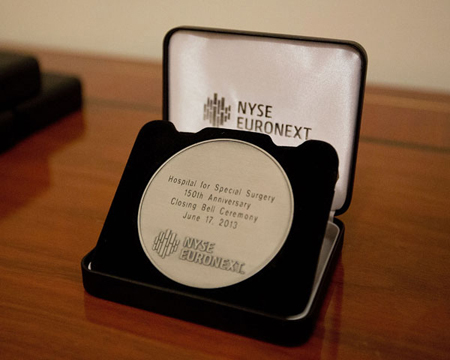 NYSE
EURONEXT
Hospital for Special Surgery
150th Anniversary
Closing Bell Ceremony
June 17, 2013
NYSE
EURONEXT.